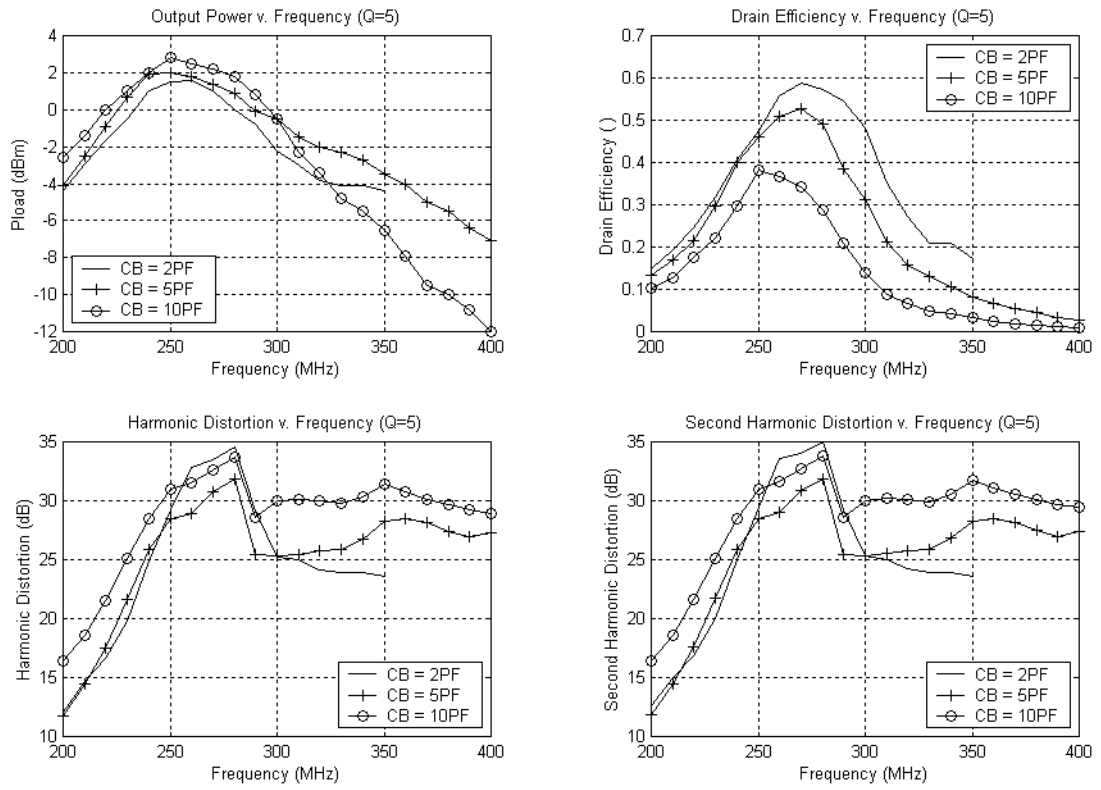 Output Power v. Frequency (Q=5)
4
2
0
-2
-4
-6
-8
-10
-12
Pload (dBm)
CB = 2PF
CB = 5PF
CB = 10PF
200
250
300
350
400
Frequency (MHz)
Drain Efficiency v. Frequency (Q=5)
0.7
0.6
0.5
0.4
0.3
0.2
0.1
0
Drain Efficiency ()
CB = 2PF
CB = 5PF
CB = 10PF
200
250
300
350
400
Frequency (MHz)
Harmonic Distortion v. Frequency (Q=5)
35
30
25
20
15
10
Harmonic Distortion (dB)
CB = 2PF
CB = 5PF
CB = 10PF
200
250
300
350
400
Frequency (MHz)
Second Harmonic Distortion v. Frequency (Q=5)
35
30
25
20
15
10
Second Harmonic Distortion (dB)
CB = 2PF
CB = 5PF
CB = 10PF
200
250
300
350
400
Frequency (MHz)